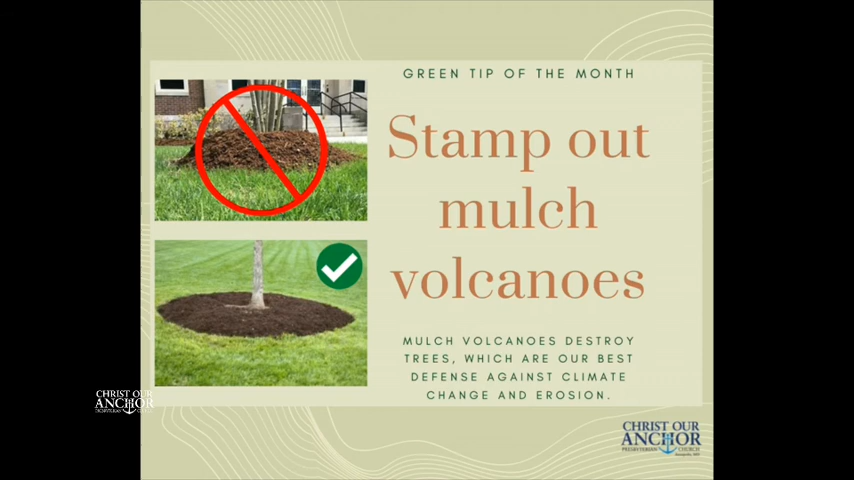 GREEN TIP OF THE MONTH
Stamp out
mulch
volcanoes
MULCH VOLCANOES DESTROY
TREES, WHICH ARE OUR BEST
DEFENSE AGAINST CLIMATE
CHANGE AND EROSION.
CHRIST OUR
ANCHOR
CHRIST OUR
ANCHOR
PRESBYTERIAN CHURCH